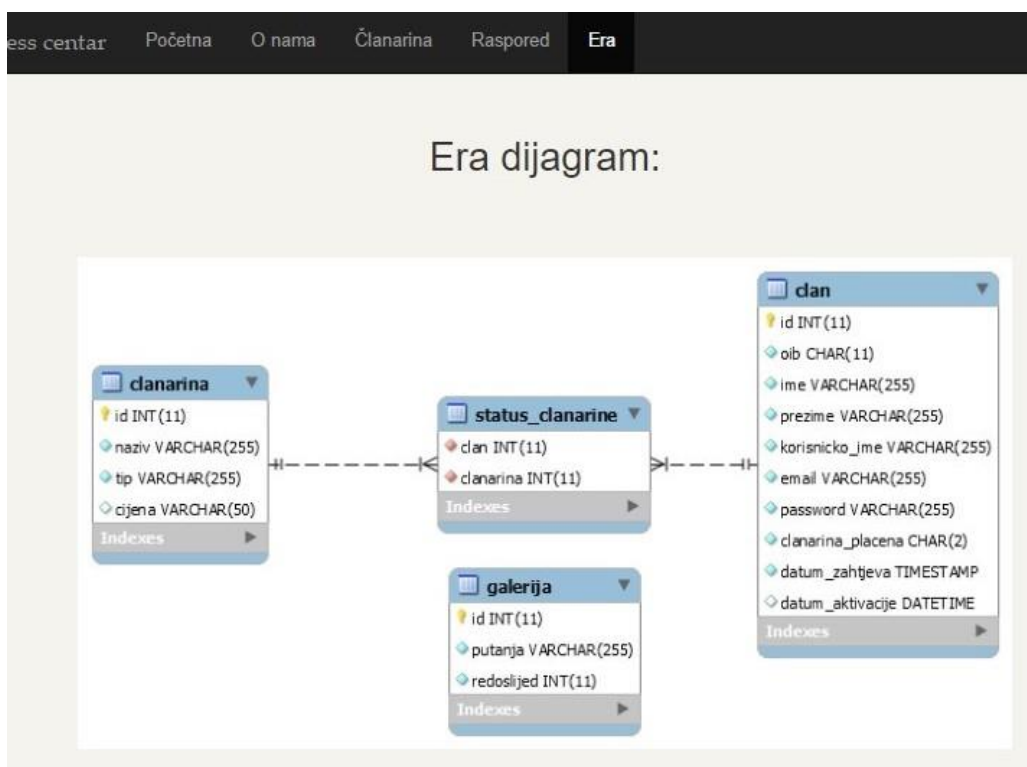 ess centar Početna O nama Članarina Raspored Era
Era dijagram:
clanarina
id INT(11)
naziv VARCHAR(255)
tip VARCHAR(255)
cijena VARCHAR(50)
Indexes
status_clanarine
clan INT(11)
clanarina INT(11)
Indexes
galerija
id INT(11)
putanja VARCHAR(255)
redoslijed INT(11)
Indexes
clan
id INT(11)
oib CHAR(11)
ime VARCHAR(255)
prezime VARCHAR(255)
korisnicko_ime VARCHAR(255)
email VARCHAR(255)
password VARCHAR(255)
clanarina_placena CHAR(2)
datum_zahtjeva TIMESTAMP
datum_aktivacije DATETIME
Indexes